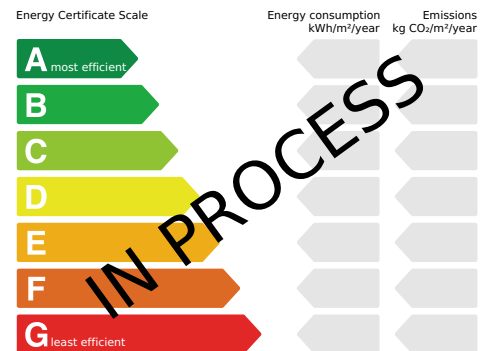 Energy Certificate Scale
Energy consumption
kWh/m²/year
Emissions
kg CO₂/m²/year
A most efficient
B
C
D
E
F
G least efficient
IN PROCESS